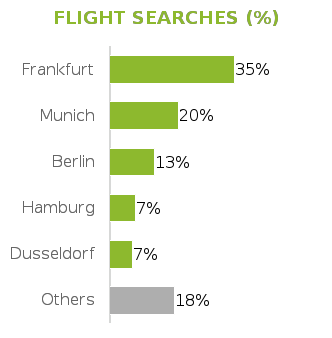 FLIGHT SEARCHES (%)
Frankfurt 35%
Munich 20%
Berlin 13%
Hamburg 7%
Dusseldorf 7%
Others 18%